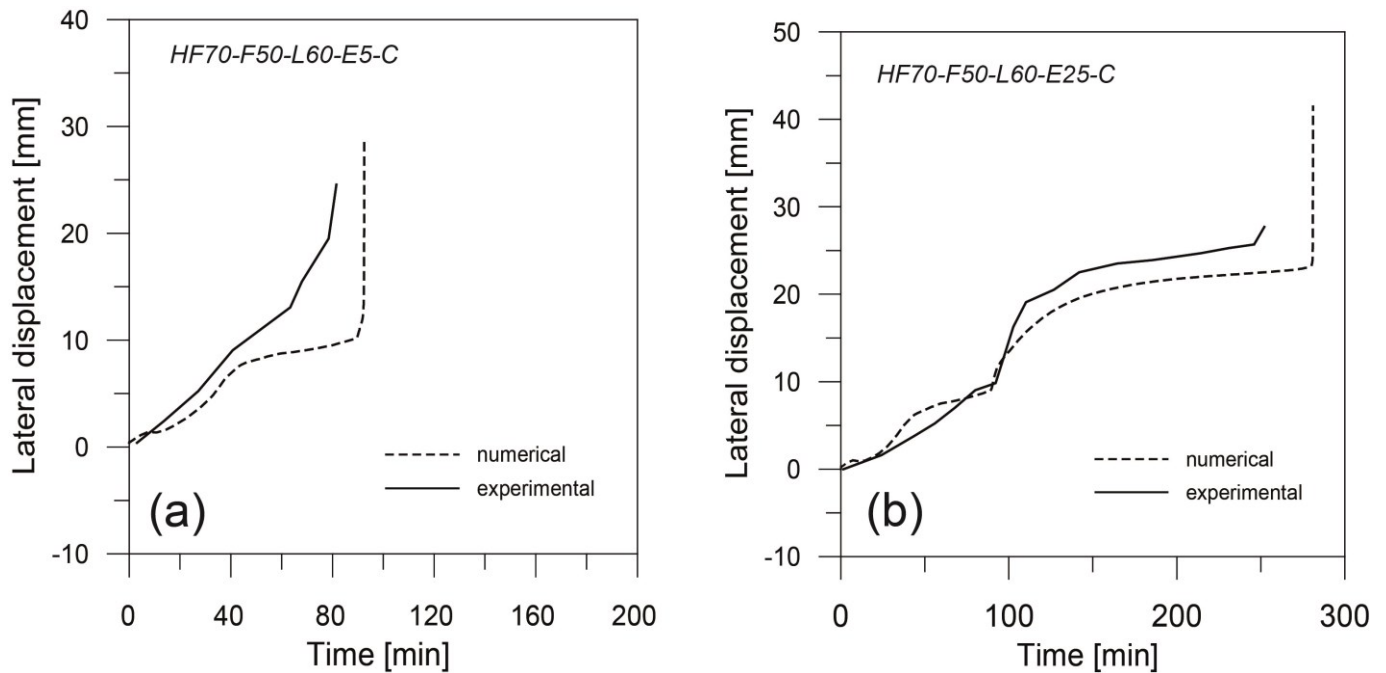 40
30
20
10
0
-10
Lateral displacement [mm]
HF70-F50-L60-E5-C
numerical
experimental
(a)
0
40
80
120
160
200
Time [min]
50
40
30
20
10
0
-10
Lateral displacement [mm]
HF70-F50-L60-E25-C
numerical
experimental
(b)
0
100
200
300
Time [min]